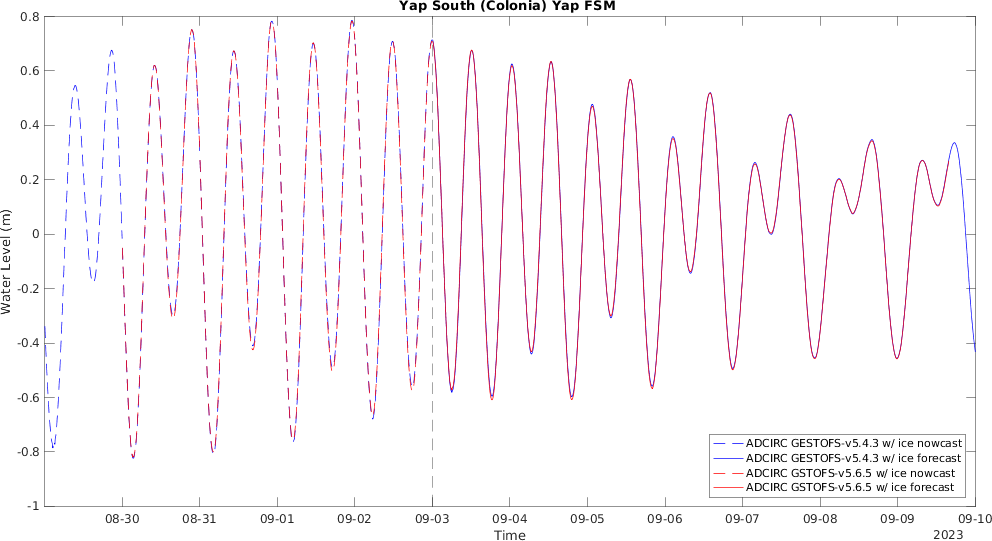 Yap South (Colonia) Yap FSM
0.8
0.6
0.4
0.2
0
-0.2
-0.4
-0.6
-0.8
-1
Water Level (m)
ADCIRC GESTOFS-v5.4.3 w/ ice nowcast
ADCIRC GESTOFS-v5.4.3 w/ ice forecast
ADCIRC GSTOFS-v5.6.5 w/ ice nowcast
ADCIRC GSTOFS-v5.6.5 w/ ice forecast
08-30 08-31 09-01 09-02 09-03 09-04 09-05 09-06 09-07 09-08 09-09 09-10
Time
2023